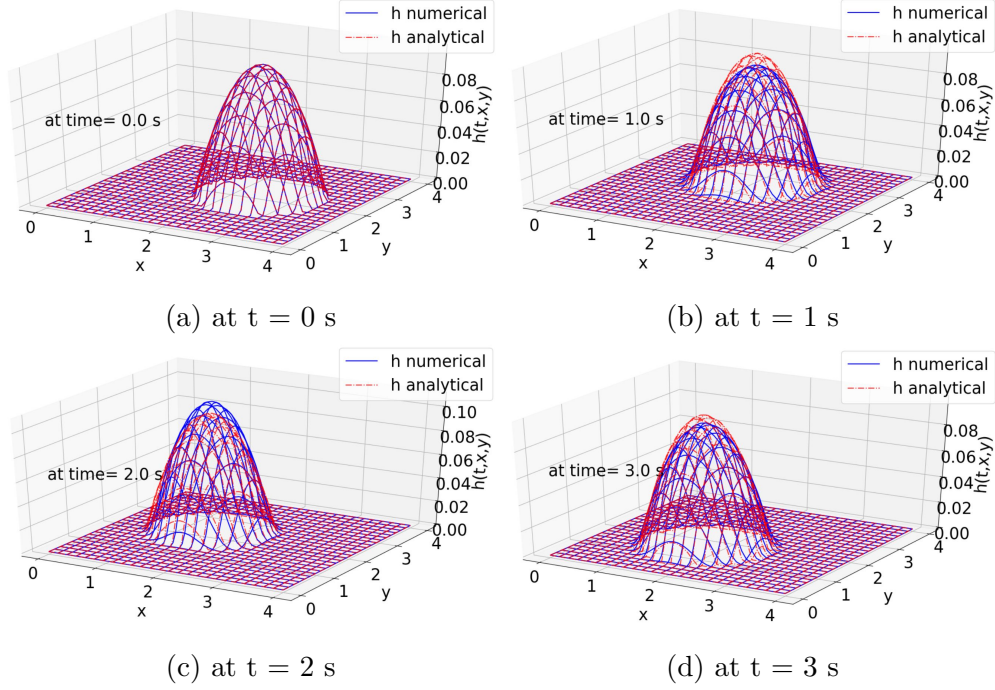 h numerical
h analytical
at time= 0.0 s
0.08
0.06
0.04
0.02
0.00
h(t,x,y)
0
1
2
3
4
x
0
1
2
3
4
y
(a) at t = 0 s
h numerical
h analytical
at time= 1.0 s
0.08
0.06
0.04
0.02
0.00
h(t,x,y)
0
1
2
3
4
x
0
1
2
3
4
y
(b) at t = 1 s
h numerical
h analytical
at time= 2.0 s
0.10
0.08
0.06
0.04
0.02
0.00
h(t,x,y)
0
1
2
3
4
x
0
1
2
3
4
y
(c) at t = 2 s
h numerical
h analytical
at time= 3.0 s
0.08
0.06
0.04
0.02
0.00
h(t,x,y)
0
1
2
3
4
x
0
1
2
3
4
y
(d) at t = 3 s